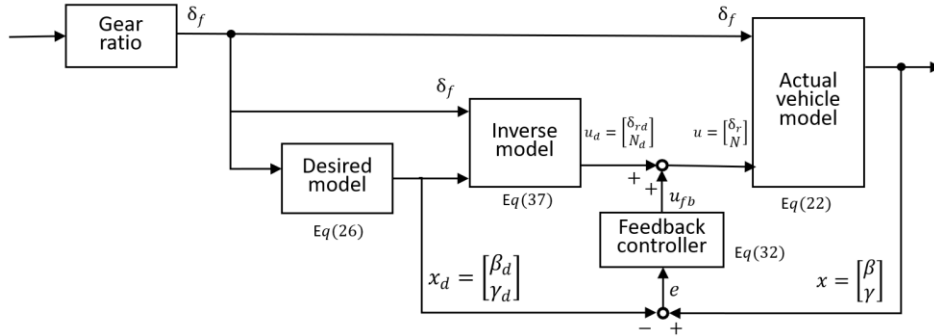 Gear
ratio
δ_f
δ_f
δ_f
Inverse
model
Eq(37)
Desired
model
Eq(26)
u_d = [δ_rd
N_d]
u = [δ_r
N]
+
+
u_fb
Actual
vehicle
model
Eq(22)
Feedback
controller
Eq(32)
x_d = [β_d
γ_d]
e
x = [β
γ]
−
+